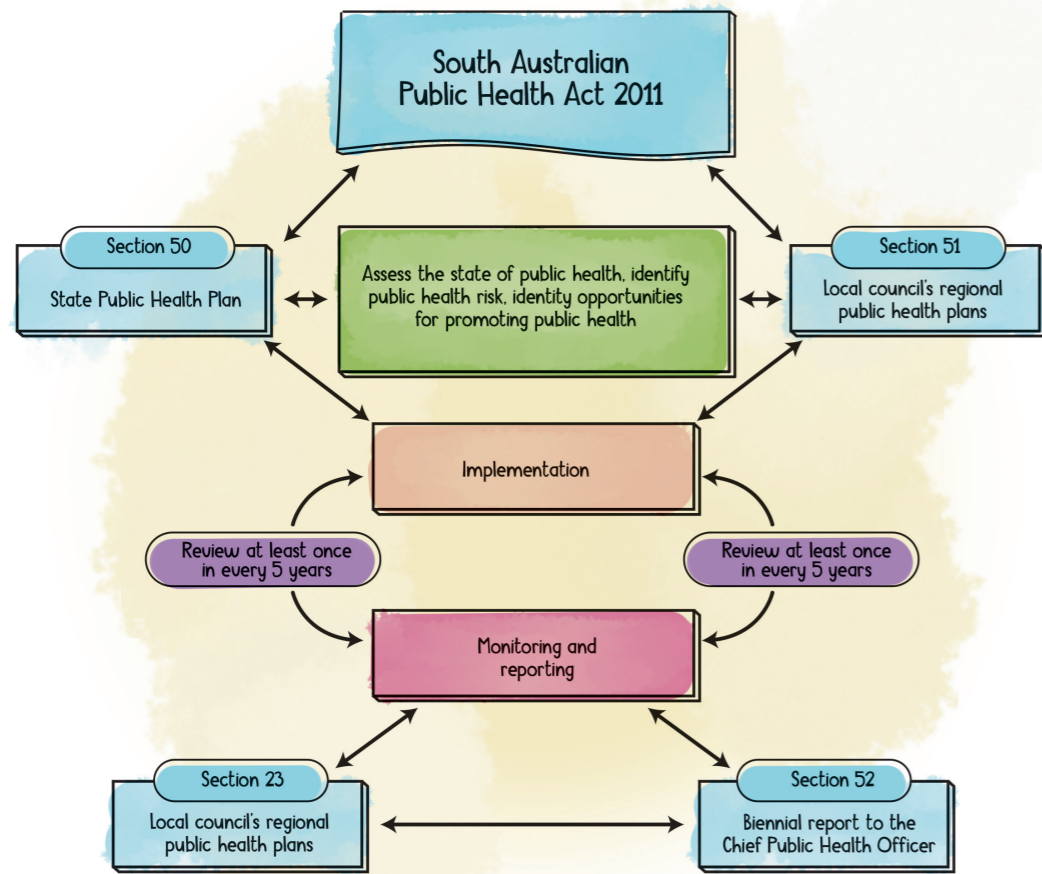 South Australian
Public Health Act 2011
Section 50
State Public Health Plan
Assess the state of public health, identify
public health risk, identity opportunities
for promoting public health
Section 51
Local council's regional
public health plans
Implementation
Review at least once
in every 5 years
Review at least once
in every 5 years
Monitoring and
reporting
Section 23
Local council's regional
public health plans
Section 52
Biennial report to the
Chief Public Health Officer